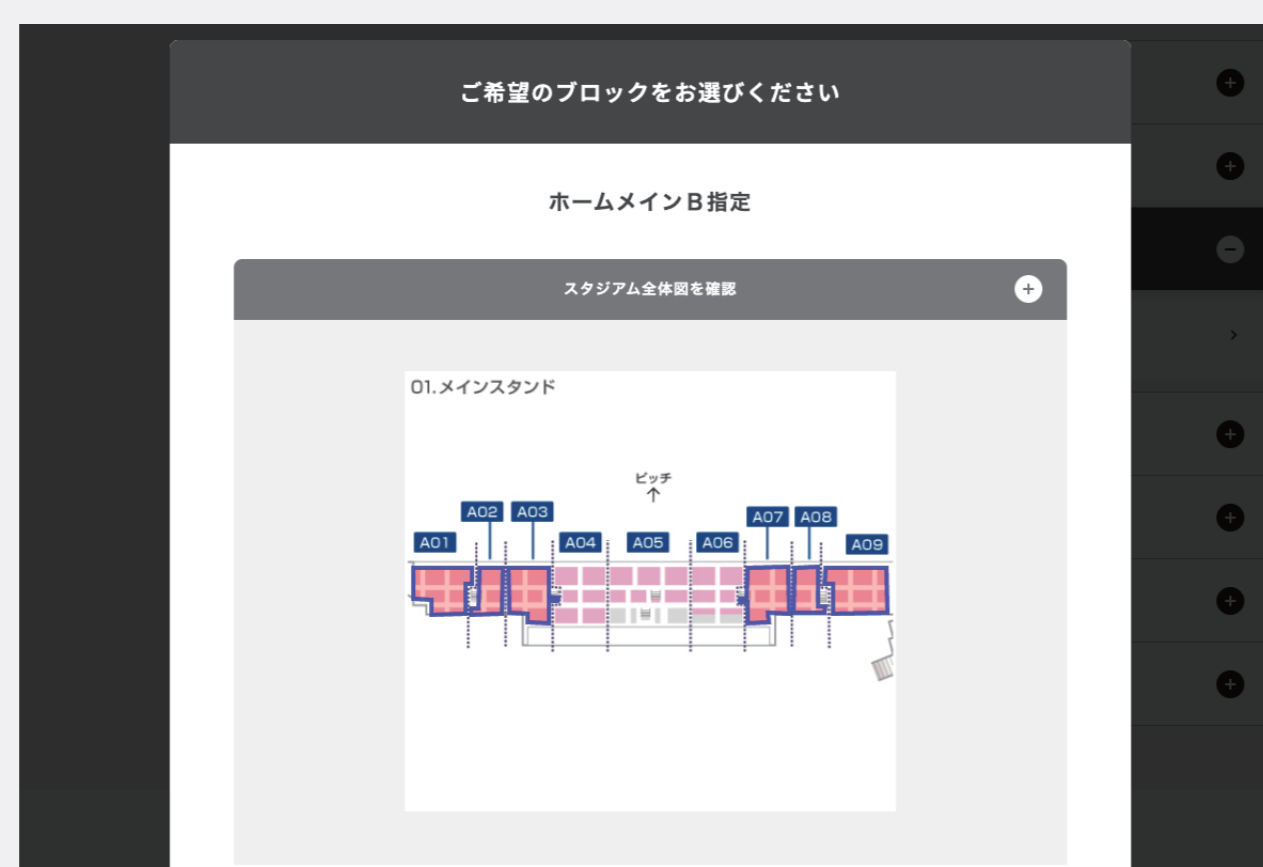 ご希望のブロックをお選びください
ホームメインB指定
スタジアム全体図を確認
01.メインスタンド
ピッチ
↑
A02 A03 A07 A08
A01 A04 A05 A06 A09